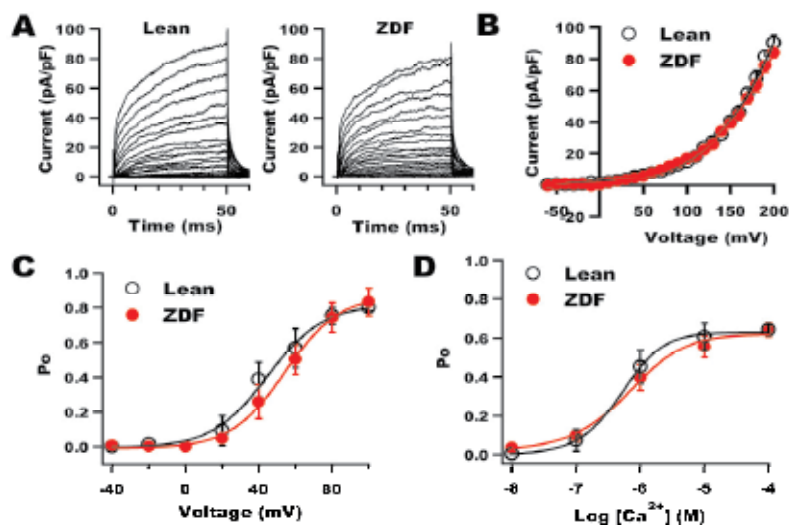 A
Lean
ZDF
Current (pA/pF)
100
80
60
40
20
0
0
50
Time (ms)
Current (pA/pF)
100
80
60
40
20
0
0
50
Time (ms)
B
Lean
ZDF
Current (pA/pF)
100
80
60
40
20
-20
-50
50
100
150
200
Voltage (mV)
C
Lean
ZDF
Po
1.0
0.8
0.6
0.4
0.2
0.0
-40
0
40
80
Voltage (mV)
D
Lean
ZDF
Po
1.0
0.8
0.6
0.4
0.2
0.0
-8
-7
-6
-5
-4
Log [Ca²⁺] (M)